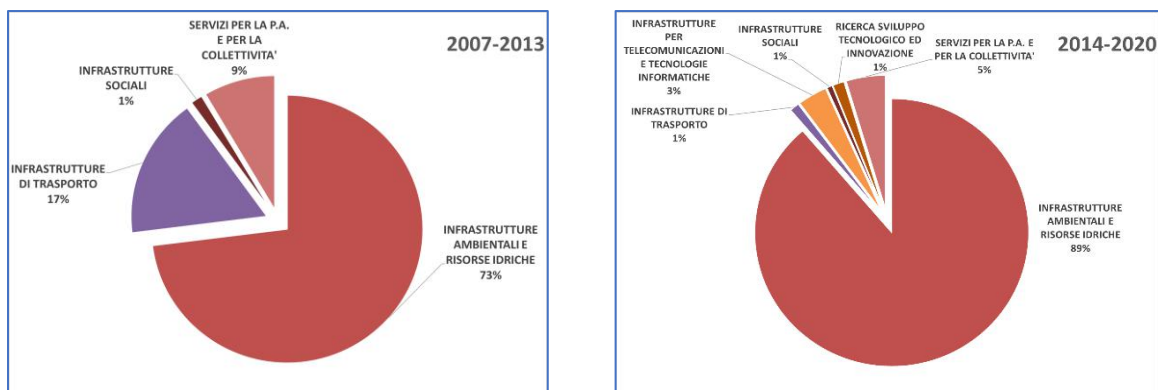 2007-2013
SERVIZI PER LA P.A.
E PER LA
COLLETTIVITA'
9%
INFRASTRUTTURE
SOCIALI
1%
INFRASTRUTTURE
DI TRASPORTO
17%
INFRASTRUTTURE
AMBIENTALI E
RISORSE IDRICHE
73%
2014-2020
INFRASTRUTTURE
PER
TELECOMUNICAZIONI
E TECNOLOGIE
INFORMATICHE
3%
INFRASTRUTTURE
SOCIALI
1%
RICERCA SVILUPPO
TECNOLOGICO ED
INNOVAZIONE
1%
SERVIZI PER LA P.A. E
PER LA COLLETTIVITA'
5%
INFRASTRUTTURE DI
TRASPORTO
1%
INFRASTRUTTURE
AMBIENTALI E
RISORSE IDRICHE
89%